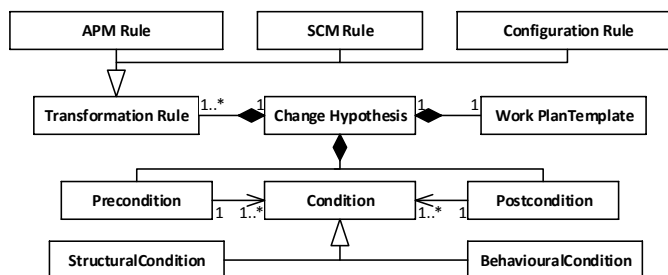 APM Rule
SCM Rule
Configuration Rule
Transformation Rule
1..*
1
Change Hypothesis
1
1
Work PlanTemplate
Precondition
1
1..*
Condition
1..*
1
Postcondition
StructuralCondition
BehaviouralCondition